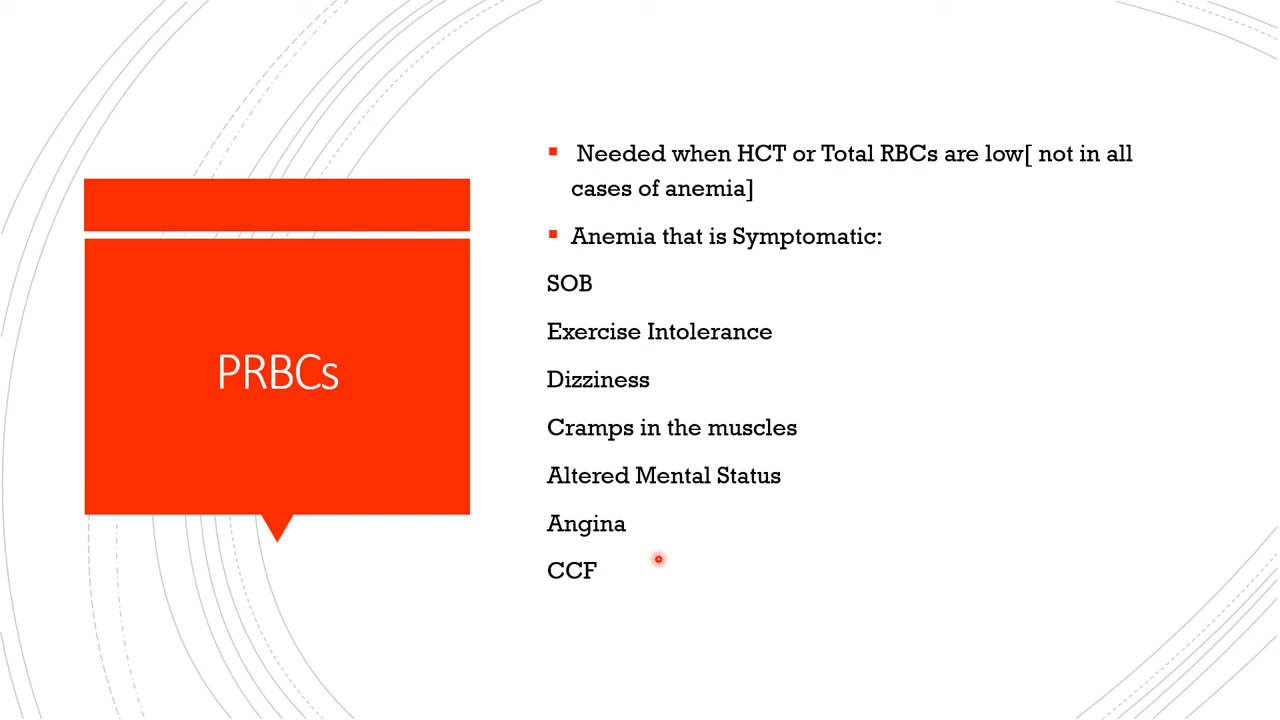 PRBCs
Needed when HCT or Total RBCs are low[ not in all
cases of anemia]
Anemia that is Symptomatic:
SOB
Exercise Intolerance
Dizziness
Cramps in the muscles
Altered Mental Status
Angina
CCF